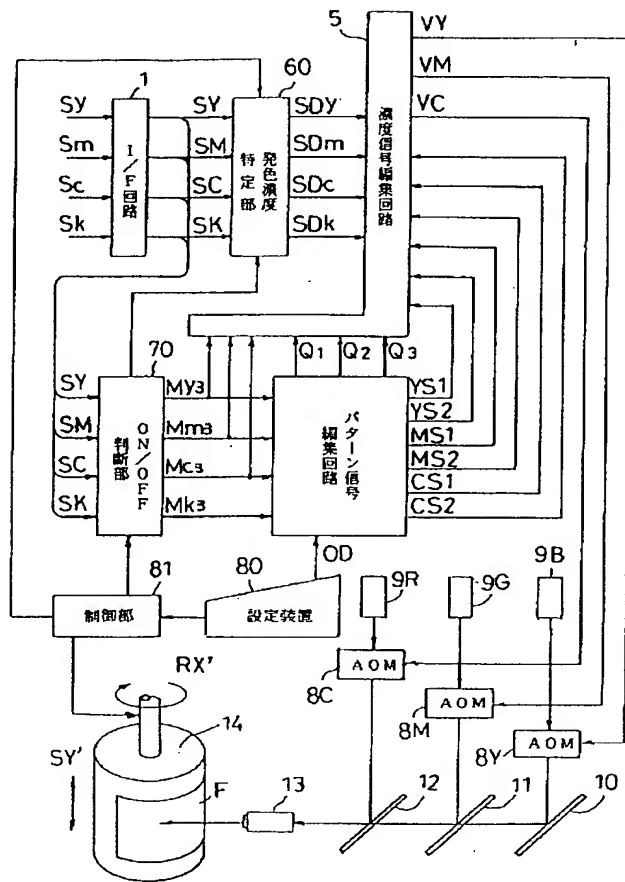 5
VY
VM
VC
1
60
Sy
Sm
Sc
Sk
I/F回路
SY
SM
SC
SK
発色濃度
特定部
SDy
SDm
SDc
SDk
濃度信号編集回路
70
SY
SM
SC
SK
ON/OFF
判断部
My3
Mm3
Mc3
Mk3
Q1
Q2
Q3
パターン信号
編集回路
YS1
YS2
MS1
MS2
CS1
CS2
OD
81
制御部
80
設定装置
9R
9G
9B
AOM
8C
AOM
8M
AOM
8Y
RX'
14
SY'
F
13
12
11
10